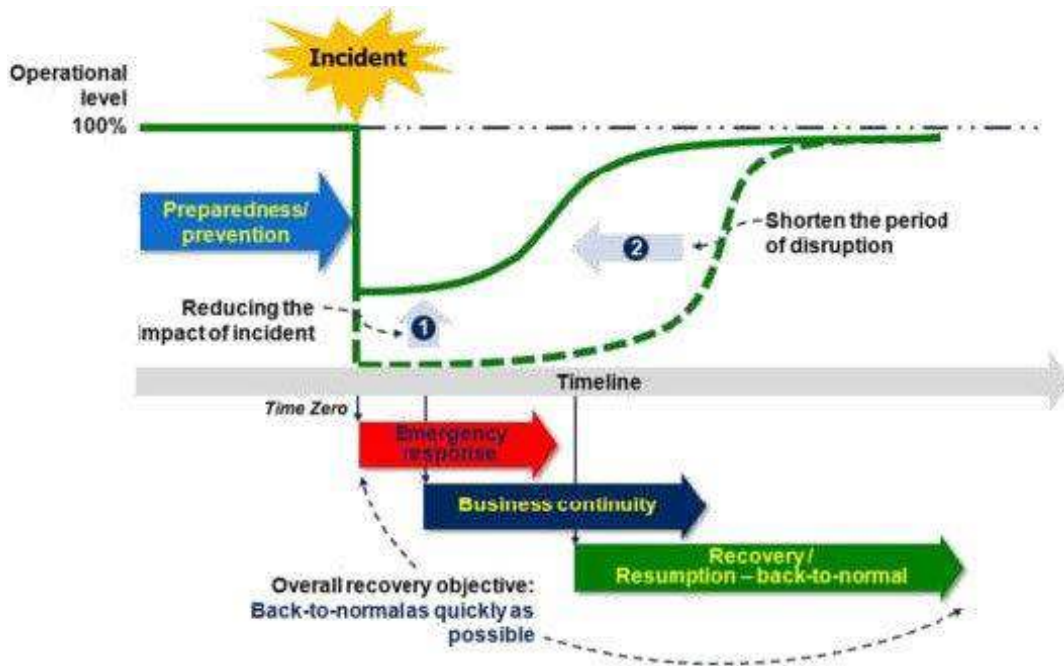 Incident
Operational
level
100%
Preparedness/
prevention
Shorten the period
of disruption
2
Reducing the
impact of incident
1
Timeline
Time Zero
Emergency
response
Business continuity
Recovery /
Resumption – back-to-normal
Overall recovery objective:
Back-to-normalas quickly as
possible